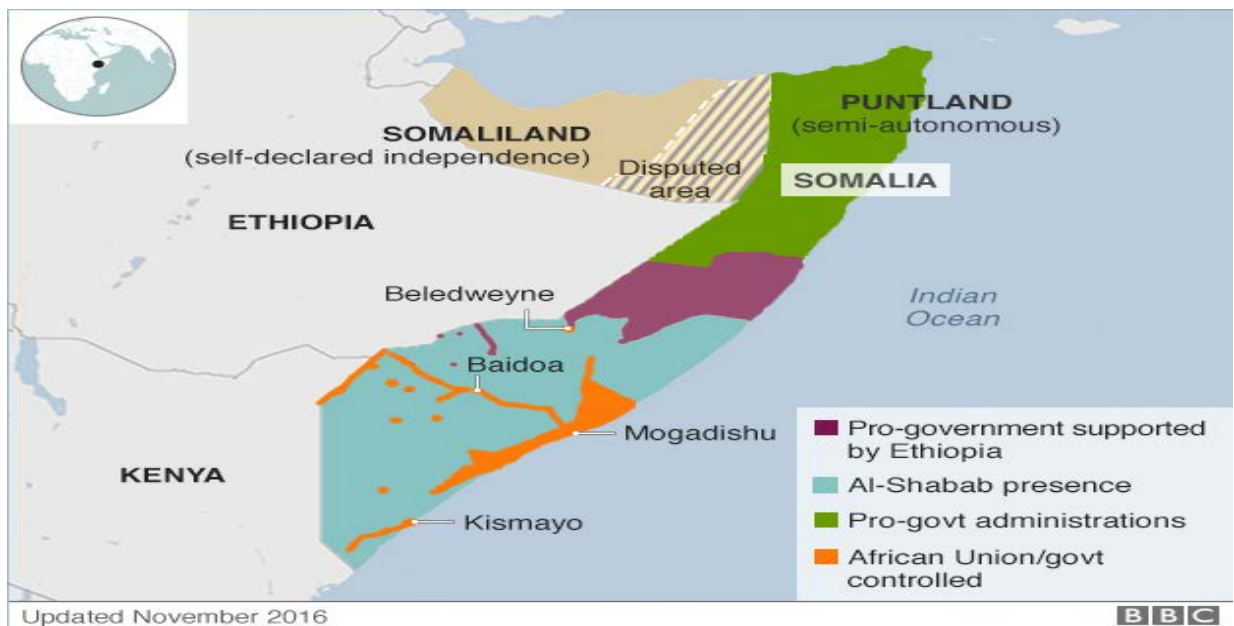 PUNTLAND
(semi-autonomous)
SOMALILAND
(self-declared independence)
Disputed
area
SOMALIA
ETHIOPIA
Beledweyne
Indian
Ocean
Baidoa
Mogadishu
KENYA
Kismayo
Pro-government supported
by Ethiopia
Al-Shabab presence
Pro-govt administrations
African Union/govt
controlled
Updated November 2016
BBC